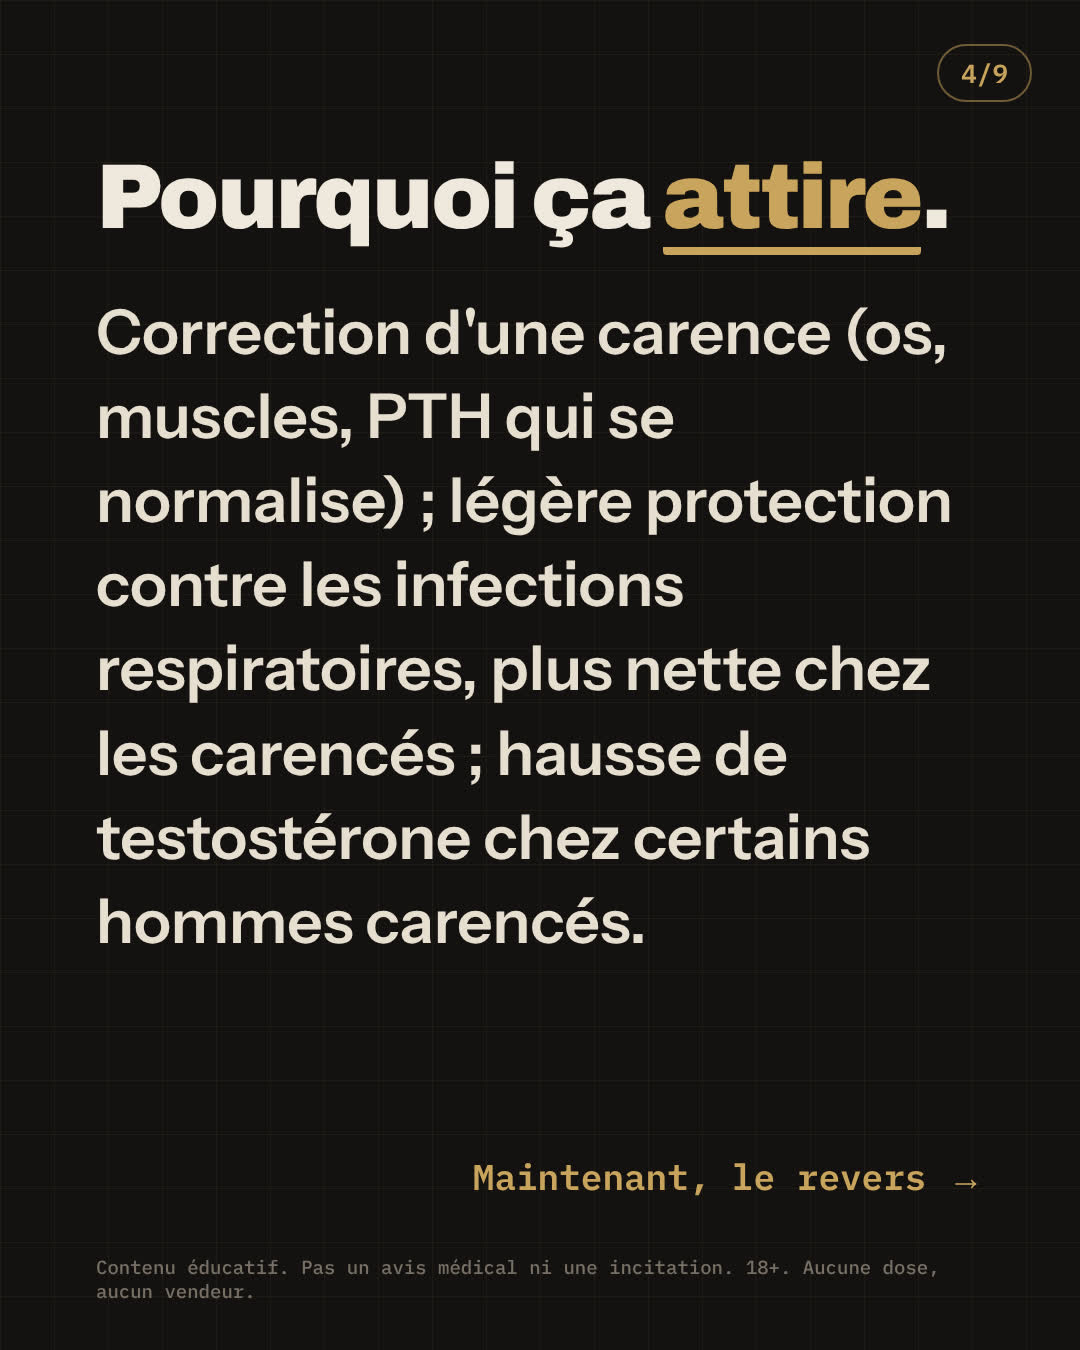 4/9
Pourquoi ça attire.
Correction d'une carence (os,
muscles, PTH qui se
normalise) ; légère protection
contre les infections
respiratoires, plus nette chez
les carencés ; hausse de
testostérone chez certains
hommes carencés.
Maintenant, le revers →
Contenu éducatif. Pas un avis médical ni une incitation. 18+. Aucune dose,
aucun vendeur.